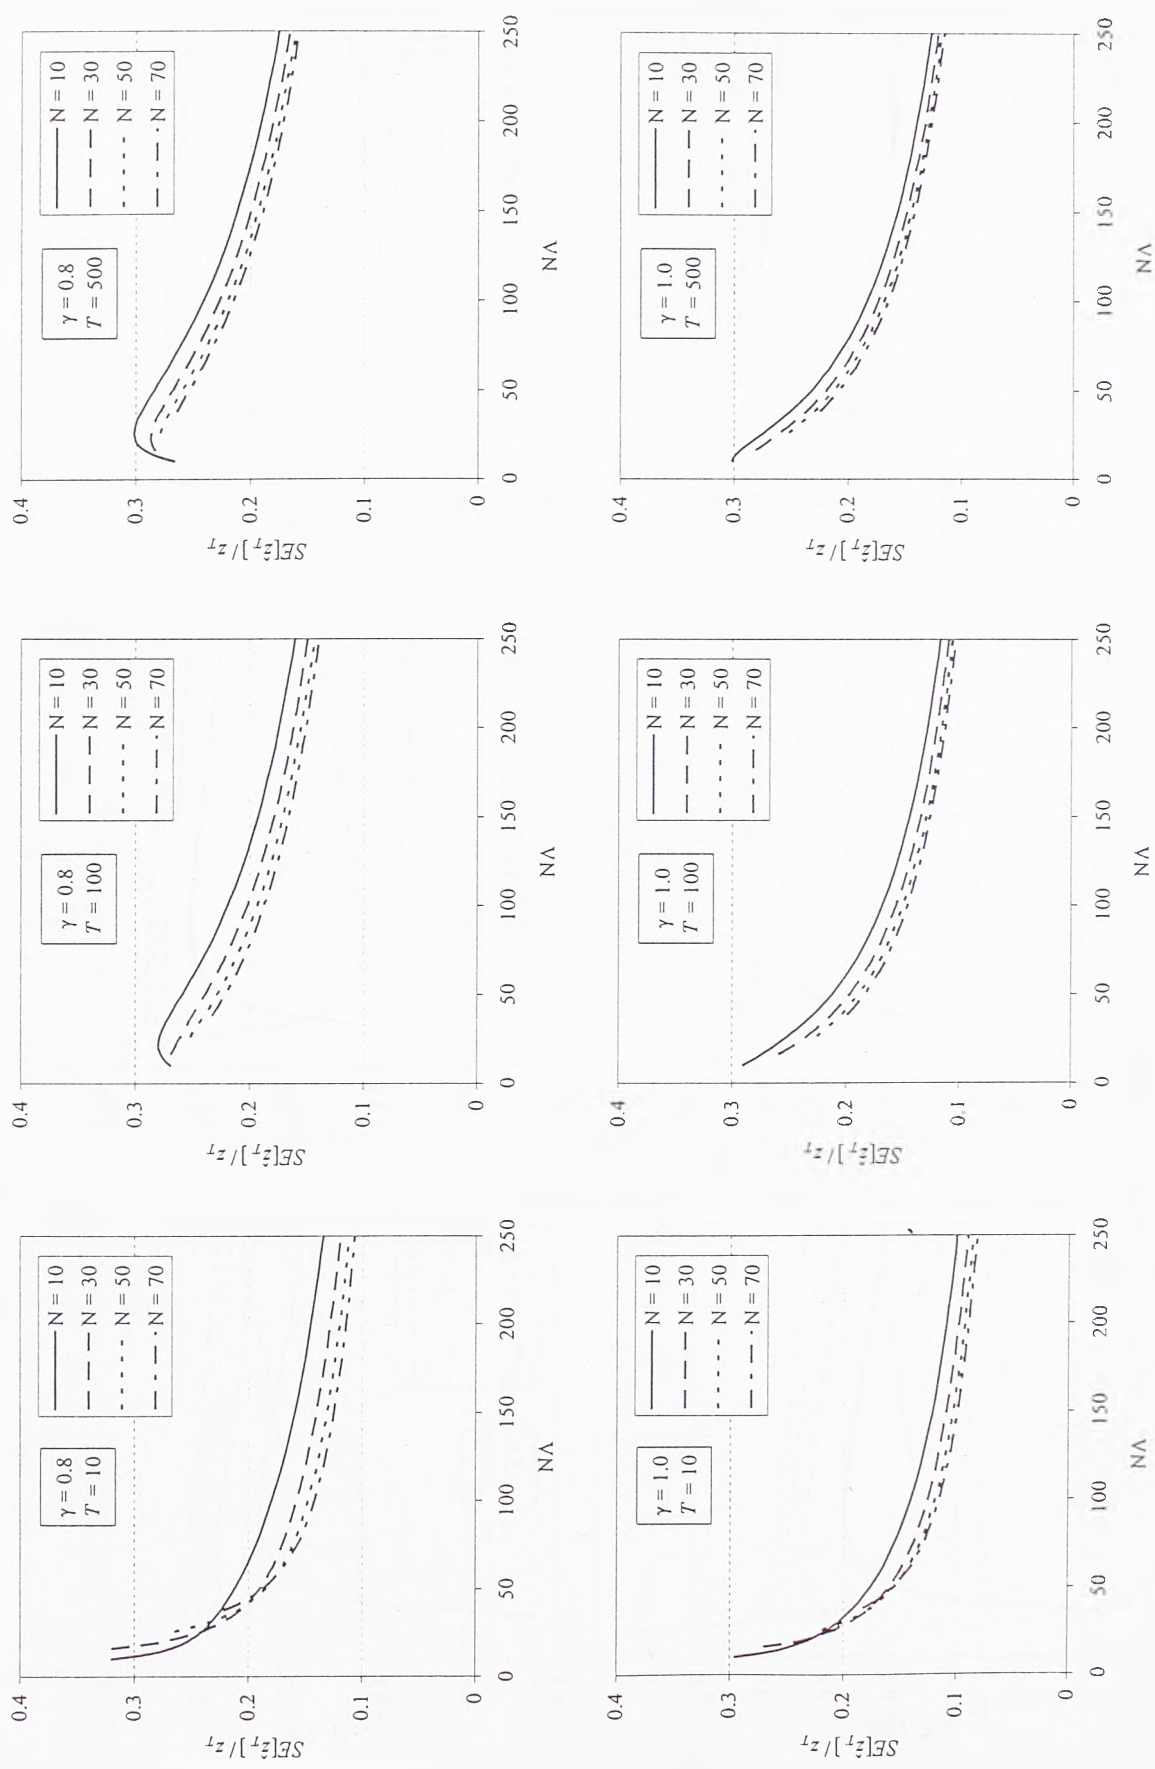 0.4
0.3
0.2
0.1
0
SE[ẑ_T]/z_T
0
50
100
150
200
250
VN
γ = 0.8
T = 10
N = 10
N = 30
N = 50
N = 70
0.4
0.3
0.2
0.1
0
SE[ẑ_T]/z_T
0
50
100
150
200
250
VN
γ = 0.8
T = 100
N = 10
N = 30
N = 50
N = 70
0.4
0.3
0.2
0.1
0
SE[ẑ_T]/z_T
0
50
100
150
200
250
VN
γ = 0.8
T = 500
N = 10
N = 30
N = 50
N = 70
0.4
0.3
0.2
0.1
0
SE[ẑ_T]/z_T
0
50
100
150
200
250
VN
γ = 1.0
T = 10
N = 10
N = 30
N = 50
N = 70
0.4
0.3
0.2
0.1
0
SE[ẑ_T]/z_T
0
50
100
150
200
250
VN
γ = 1.0
T = 100
N = 10
N = 30
N = 50
N = 70
0.4
0.3
0.2
0.1
0
SE[ẑ_T]/z_T
0
50
100
150
200
250
VN
γ = 1.0
T = 500
N = 10
N = 30
N = 50
N = 70